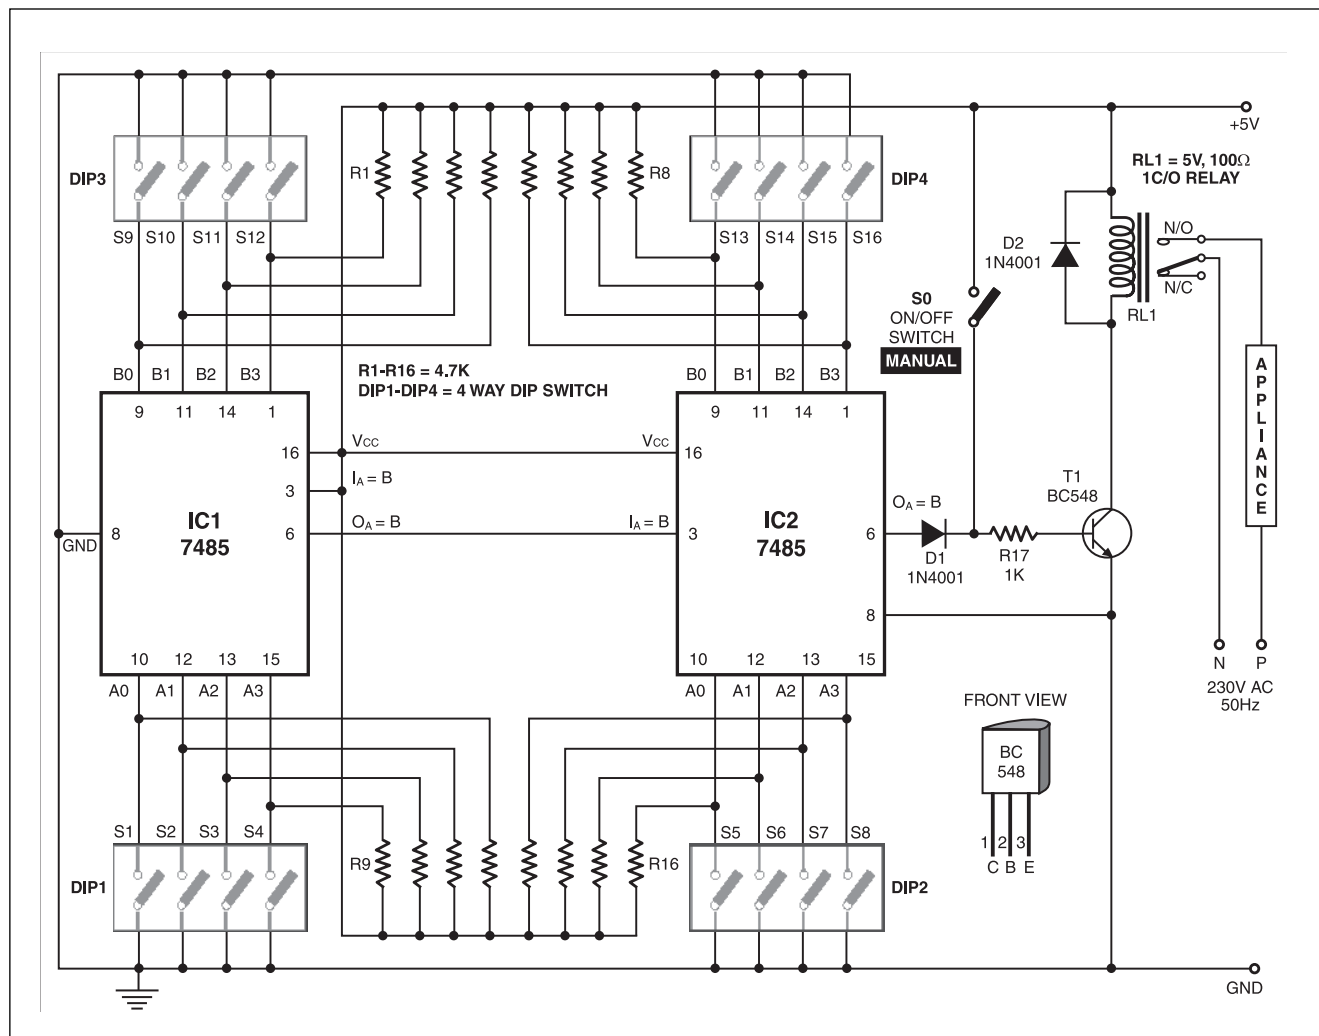 +5V
RL1 = 5V, 100Ω
1C/O RELAY
DIP3
R1
R8
DIP4
S9 S10 S11 S12
S13 S14 S15 S16
D2
1N4001
N/O
N/C
RL1
S0
ON/OFF
SWITCH
MANUAL
R1-R16 = 4.7K
DIP1-DIP4 = 4 WAY DIP SWITCH
B0 B1 B2 B3
9 11 14 1
B0 B1 B2 B3
9 11 14 1
16
VCC
VCC
16
3
IA = B
IC1
7485
8
GND
6
OA = B
IA = B
3
IC2
7485
OA = B
6
D1
1N4001
R17
1K
T1
BC548
APPLIANCE
8
10 12 13 15
A0 A1 A2 A3
10 12 13 15
A0 A1 A2 A3
N P
230V AC
50Hz
FRONT VIEW
BC
548
1 2 3
C B E
S1 S2 S3 S4
S5 S6 S7 S8
DIP1
R9
R16
DIP2
GND